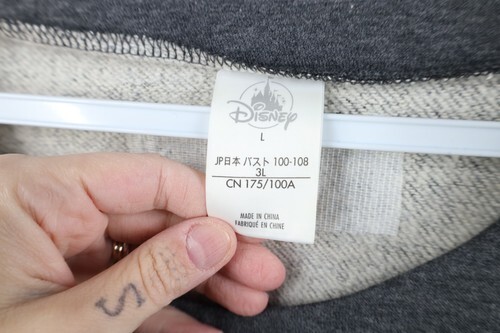 Disney
L
JP日本 バスト 100-108
3L
CN 175/100A
MADE IN CHINA
FABRIQUÉ EN CHINE